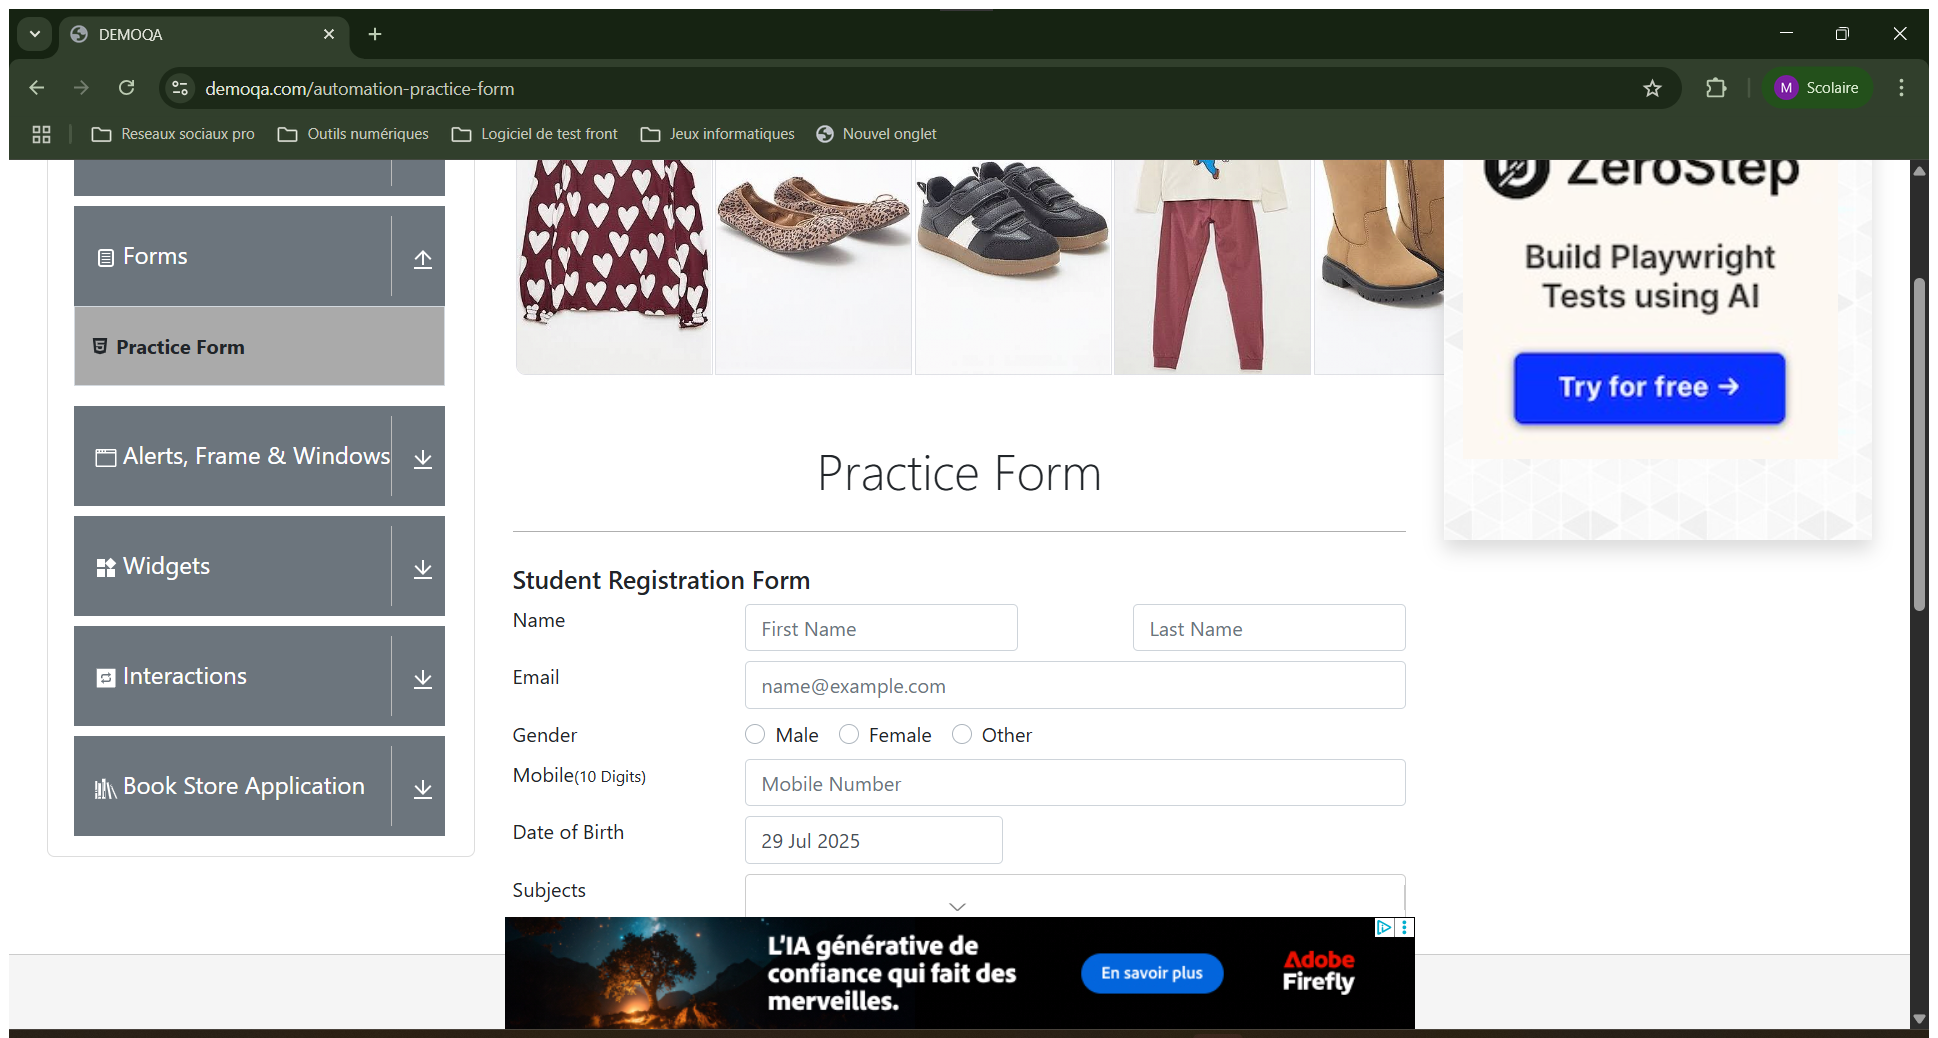 DEMOQA
demoqa.com/automation-practice-form
M Scolaire
Reseaux sociaux pro
Outils numériques
Logiciel de test front
Jeux informatiques
Nouvel onglet
Forms
Practice Form
Alerts, Frame & Windows
Widgets
Interactions
Book Store Application
ZeroStep
Build Playwright
Tests using AI
Try for free →
Practice Form
Student Registration Form
Name
First Name
Last Name
Email
name@example.com
Gender
Male
Female
Other
Mobile(10 Digits)
Mobile Number
Date of Birth
29 Jul 2025
Subjects
L'IA générative de
confiance qui fait des
merveilles.
En savoir plus
Adobe
Firefly